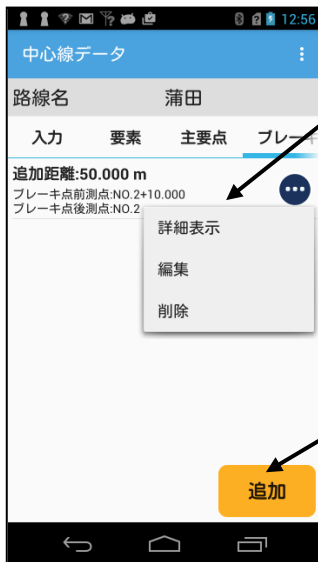 12:56
中心線データ
路線名 蒲田
入力 要素 主要点 ブレーキ
追加距離:50.000 m
ブレーキ点前測点:NO.2+10.000
ブレーキ点後測点:NO.2
詳細表示
編集
削除
追加